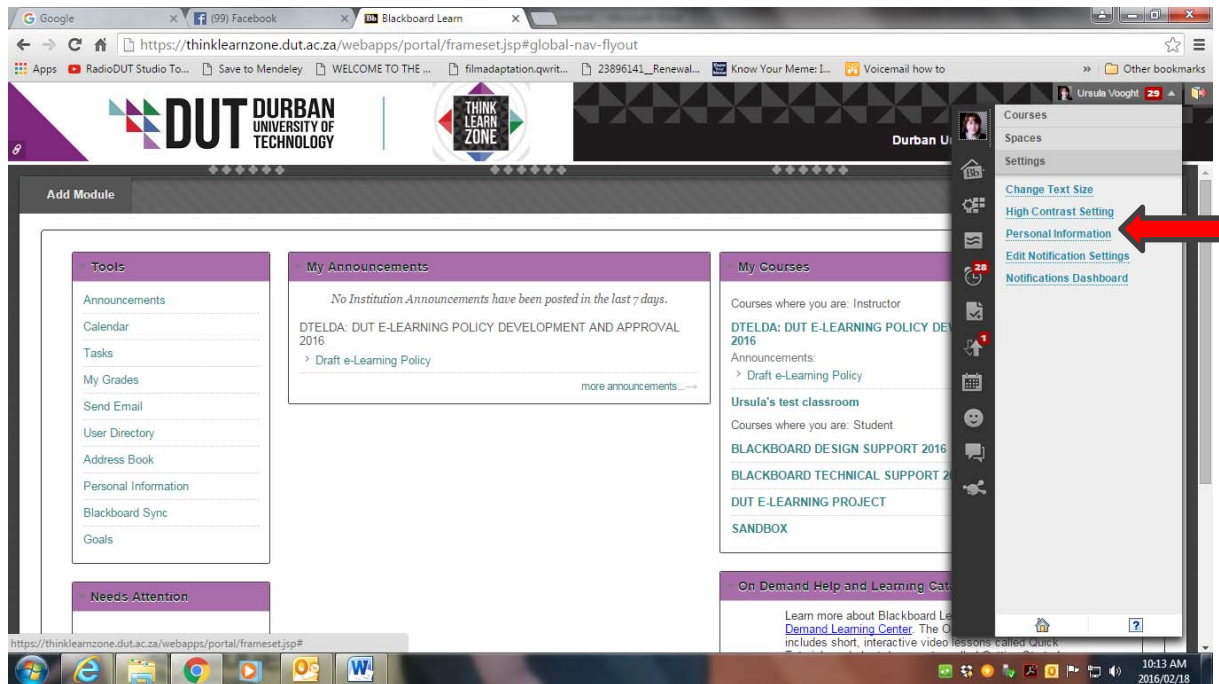 Google
(99) Facebook
Blackboard Learn
https://thinklearnzone.dut.ac.za/webapps/portal/frameset.jsp#global-nav-flyout
Apps RadioDUT Studio To... Save to Mendeley WELCOME TO THE ... filmadaptation.qwrit... 23896141__Renewal... Know Your Meme: I... Voicemail how to » Other bookmarks
DUT DURBAN
UNIVERSITY OF
TECHNOLOGY
THINK
LEARN
ZONE
Durban U
Ursula Vooght 29
Courses
Spaces
Settings
Change Text Size
High Contrast Setting
Personal Information
Edit Notification Settings
Notifications Dashboard
Bb
28
1
Add Module
Tools
Announcements
Calendar
Tasks
My Grades
Send Email
User Directory
Address Book
Personal Information
Blackboard Sync
Goals
Needs Attention
My Announcements
No Institution Announcements have been posted in the last 7 days.
DTELDA: DUT E-LEARNING POLICY DEVELOPMENT AND APPROVAL
2016
> Draft e-Learning Policy
more announcements...→
My Courses
Courses where you are: Instructor
DTELDA: DUT E-LEARNING POLICY DEV
2016
Announcements:
> Draft e-Learning Policy
Ursula's test classroom
Courses where you are: Student
BLACKBOARD DESIGN SUPPORT 2016
BLACKBOARD TECHNICAL SUPPORT 2
DUT E-LEARNING PROJECT
SANDBOX
On Demand Help and Learning Cat
Learn more about Blackboard Le
Demand Learning Center. The O
includes short, interactive video lessons called Quick
https://thinklearnzone.dut.ac.za/webapps/portal/frameset.jsp#
10:13 AM
2016/02/18